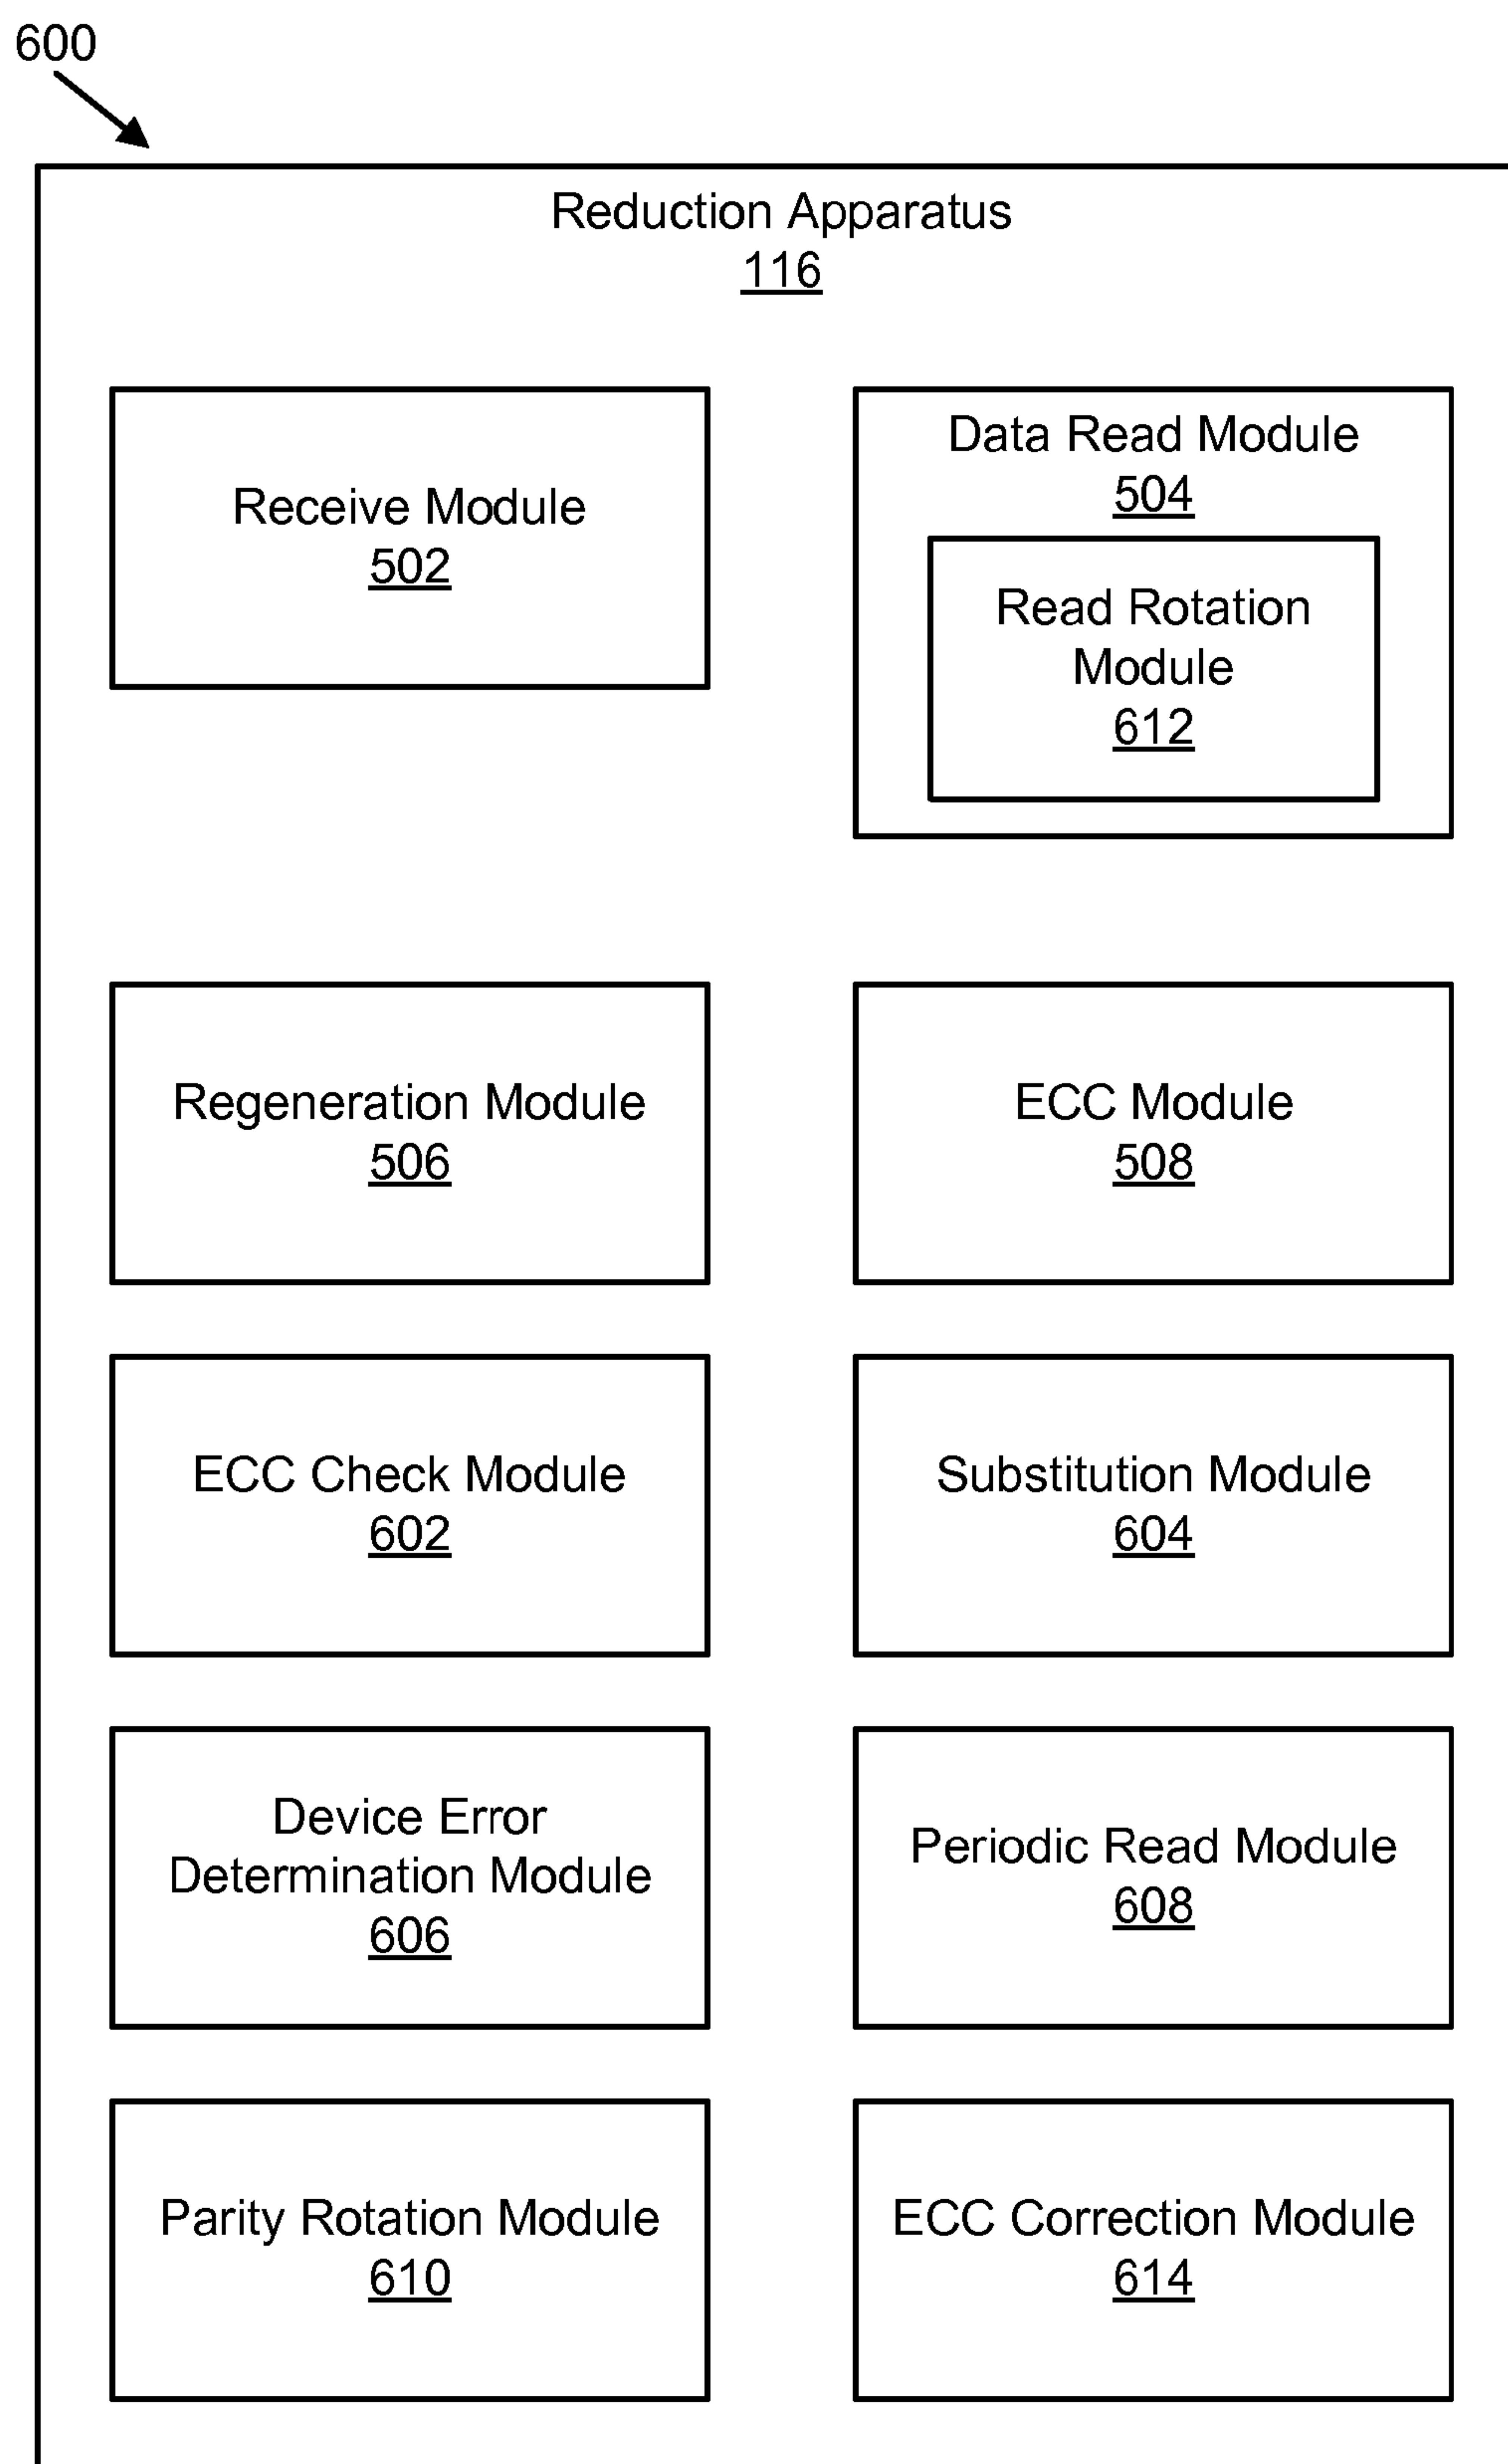 600
Reduction Apparatus
116
Receive Module
502
Data Read Module
504
Read Rotation
Module
612
Regeneration Module
506
ECC Module
508
ECC Check Module
602
Substitution Module
604
Device Error
Determination Module
606
Periodic Read Module
608
Parity Rotation Module
610
ECC Correction Module
614